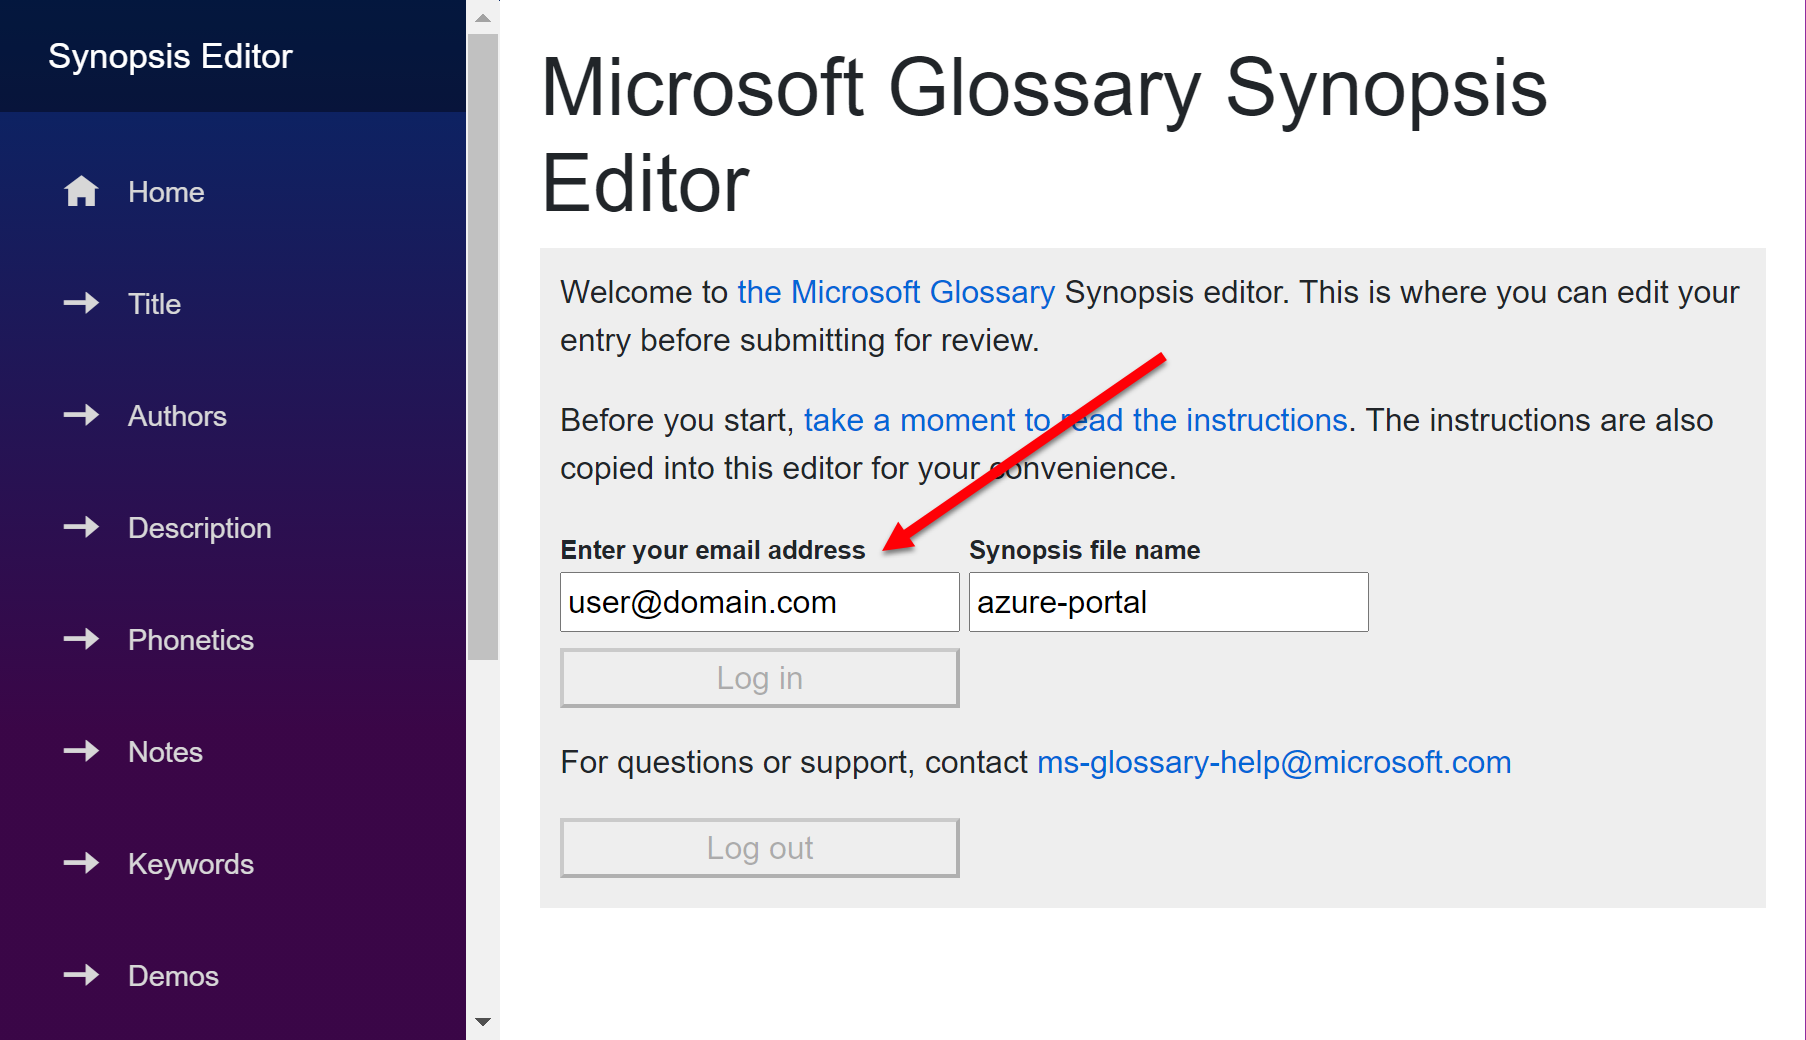 Synopsis Editor
Home
Title
Authors
Description
Phonetics
Notes
Keywords
Demos
Microsoft Glossary Synopsis
Editor
Welcome to the Microsoft Glossary Synopsis editor. This is where you can edit your
entry before submitting for review.
Before you start, take a moment to read the instructions. The instructions are also
copied into this editor for your convenience.
Enter your email address
Synopsis file name
user@domain.com
azure-portal
Log in
For questions or support, contact ms-glossary-help@microsoft.com
Log out